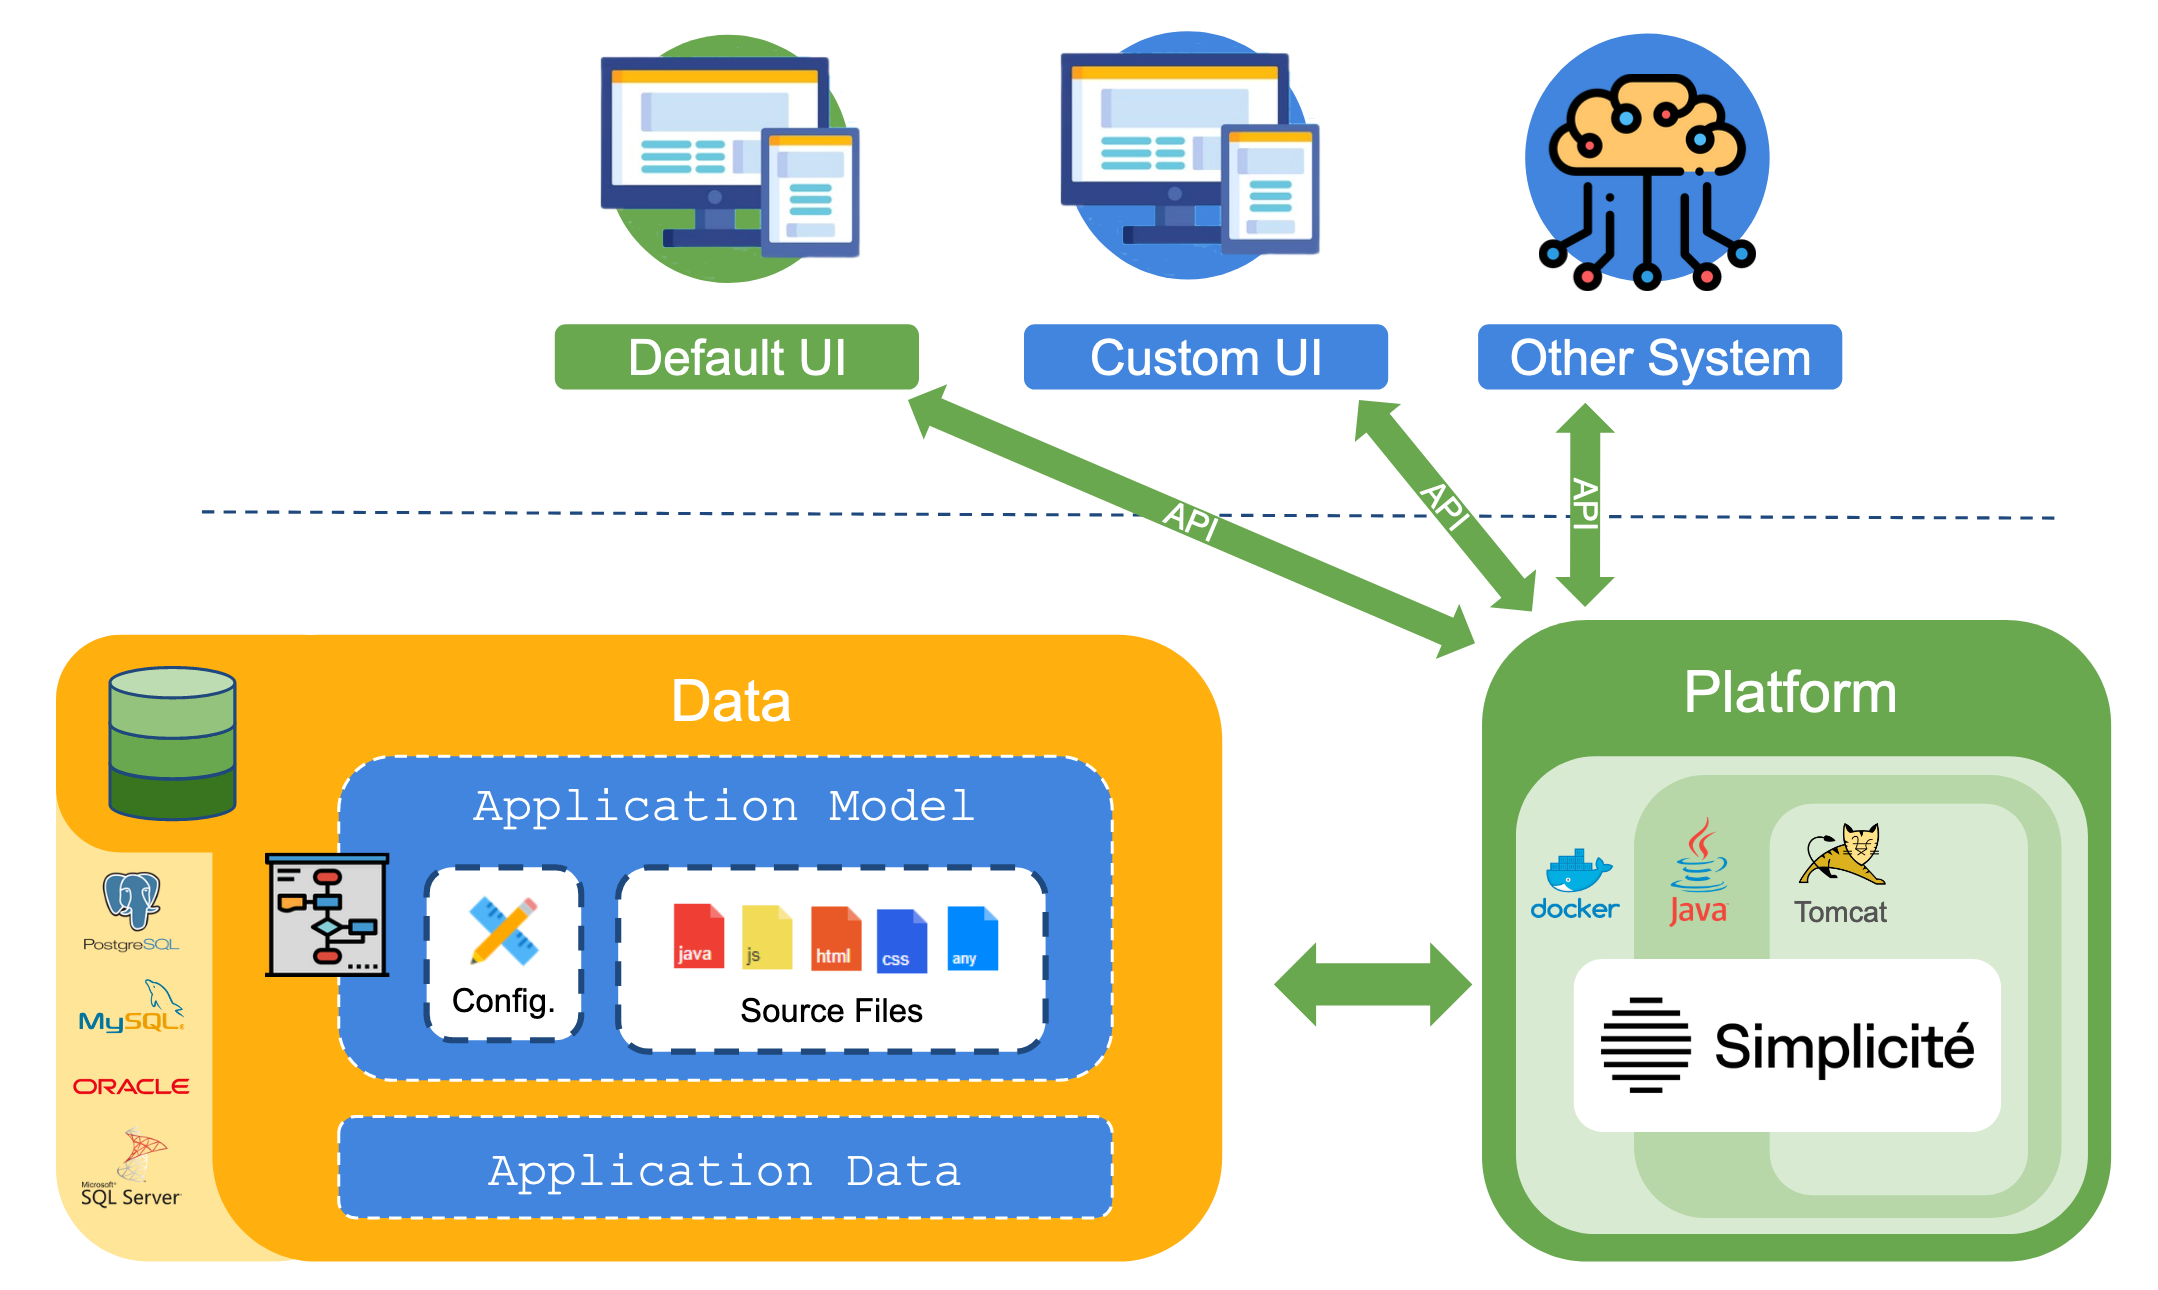 Default UI
Custom UI
Other System
API
API
API
Data
Platform
Application Model
java
js
html
css
any
Config.
Source Files
Application Data
PostgreSQL
MySQL
ORACLE
Microsoft
SQL Server
docker
Java
Tomcat
Simplicité